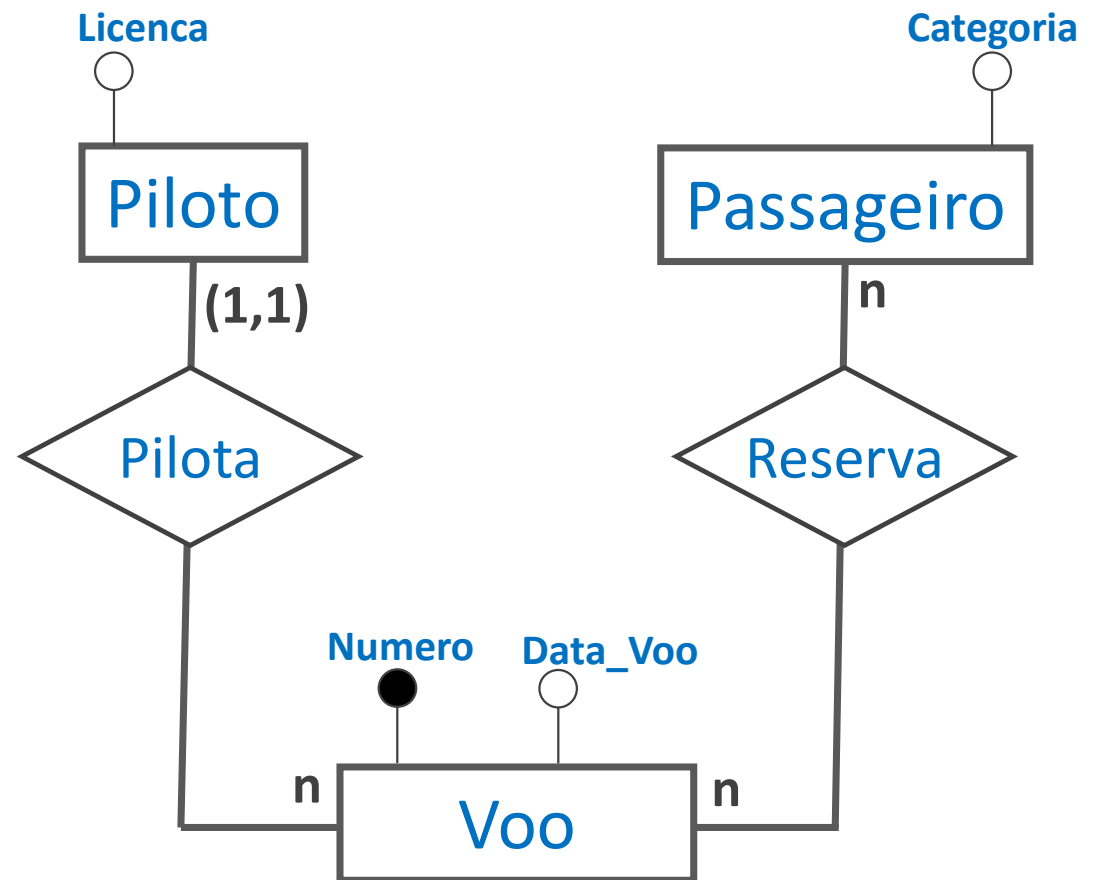 Licenca
Categoria
Piloto
Passageiro
(1,1)
n
Pilota
Reserva
Numero
Data_Voo
n
n
Voo